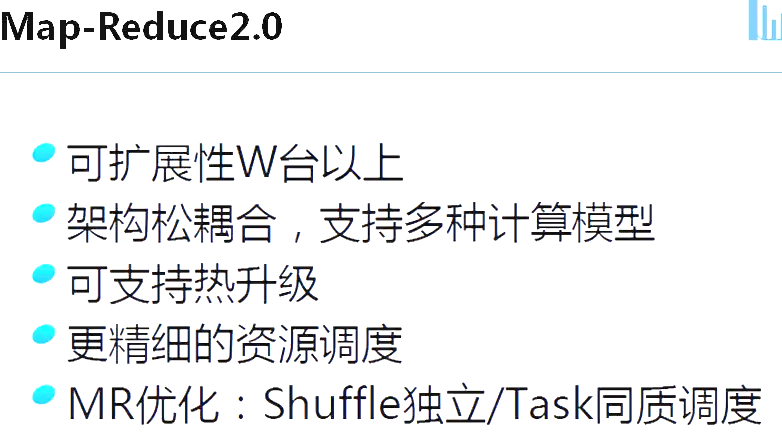 Map-Reduce2.0
可扩展性W台以上
架构松耦合，支持多种计算模型
可支持热升级
更精细的资源调度
MR优化：Shuffle独立/Task同质调度